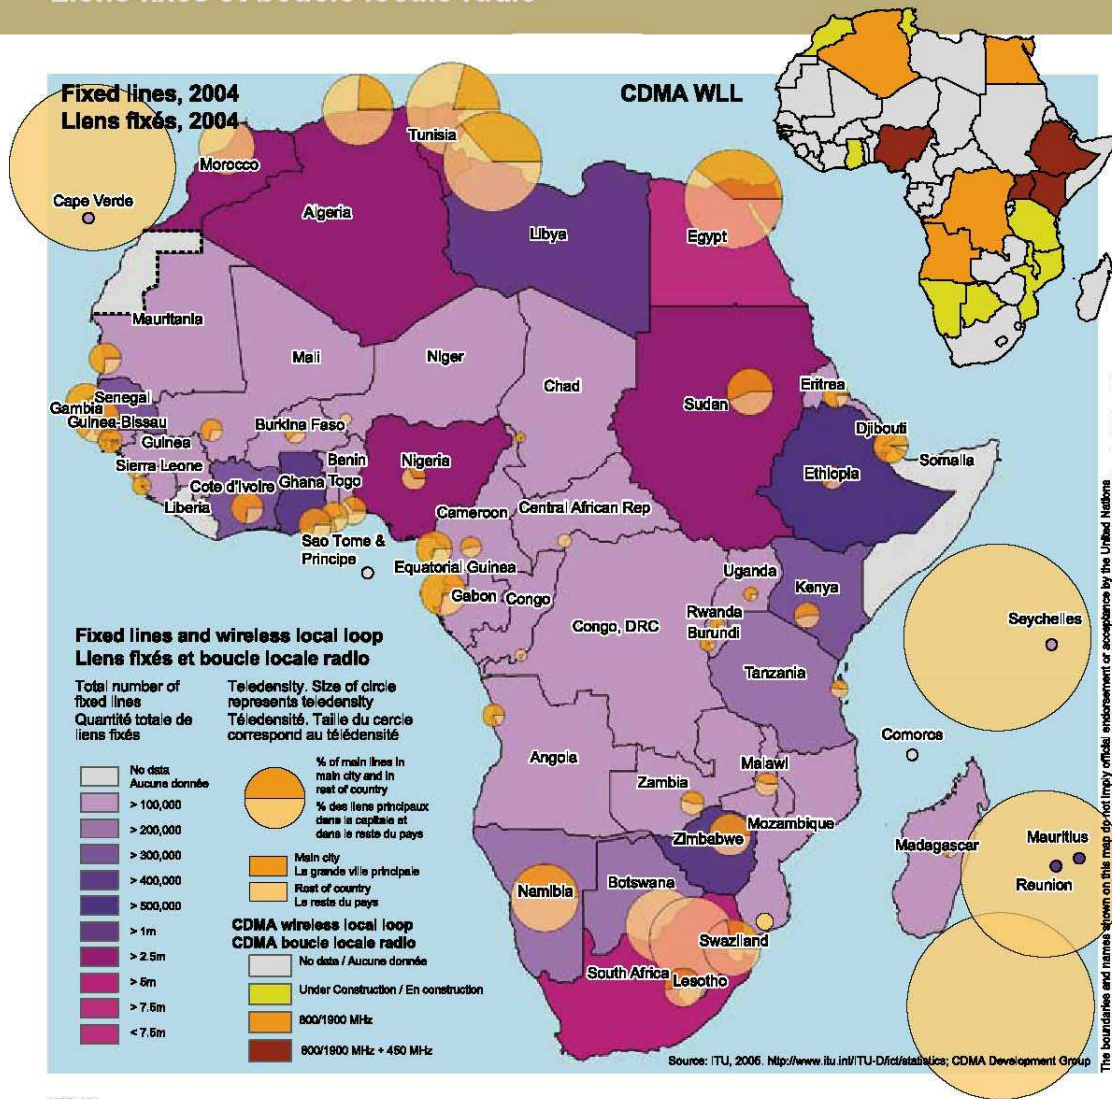 Liens fixés et boucle locale radio
Fixed lines, 2004
Liens fixés, 2004
CDMA WLL
Tunisia
Morocco
Cape Verde
Algeria
Libya
Egypt
Mauritania
Mali
Niger
Chad
Sudan
Eritrea
Senegal
Gambia
Guinea-Bissau
Burkina Faso
Djibouti
Guinea
Sierra Leone
Benin
Nigeria
Ethiopia
Somalia
Cote d'Ivoire
Ghana
Togo
Liberia
Cameroon
Central African Rep
Sao Tome &
Principe
Equatorial Guinea
Gabon
Congo
Uganda
Kenya
Rwanda
Burundi
Congo, DRC
Tanzania
Seychelles
Comoros
Angola
Malawi
Zambia
Mozambique
Zimbabwe
Madagascar
Mauritius
Reunion
Namibia
Botswana
Swaziland
South Africa
Lesotho
Fixed lines and wireless local loop
Liens fixés et boucle locale radio
Total number of
fixed lines
Quantité totale de
liens fixés
No data
Aucune donnée
> 100,000
> 200,000
> 300,000
> 400,000
> 500,000
> 1m
> 2.5m
> 5m
> 7.5m
< 7.5m
Teledensity. Size of circle
represents teledensity
Téledensité. Taille du cercle
correspond au télédensité
% of main lines in
main city and in
rest of country
% des liens principaux
dans la capitale et
dans le reste du pays
Main city
La grande ville principale
Rest of country
Le reste du pays
CDMA wireless local loop
CDMA boucle locale radio
No data / Aucune donnée
Under Construction / En construction
800/1900 MHz
800/1900 MHz + 450 MHz
Source: ITU, 2005. http://www.itu.int/ITU-D/ict/statistics; CDMA Development Group
The boundaries and names shown on this map do not imply official endorsement or acceptance by the United Nations